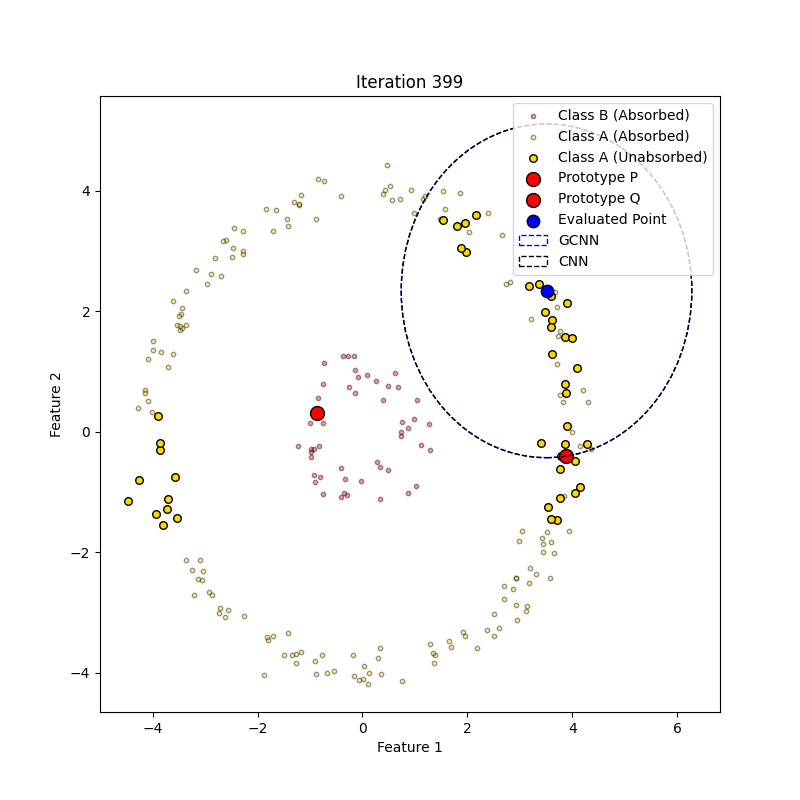 Iteration 399
Class B (Absorbed)
Class A (Absorbed)
Class A (Unabsorbed)
Prototype P
Prototype Q
Evaluated Point
GCNN
CNN
4
2
0
−2
−4
Feature 2
−4
−2
0
2
4
6
Feature 1